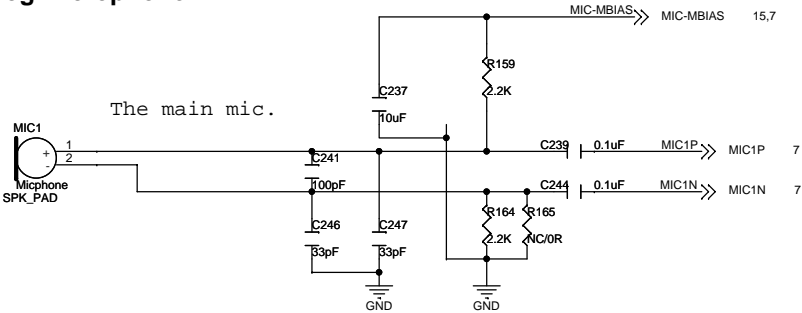 MIC-MBIAS MIC-MBIAS 15,7
R159
C237
2.2K
The main mic.
10uF
MIC1
1 C239 0.1uF MIC1P MIC1P 7
+ 2
- C241
Micphone 100pF C244 0.1uF MIC1N MIC1N 7
SPK_PAD
R164 R165
C246 C247
2.2K NC/0R
33pF 33pF
GND GND